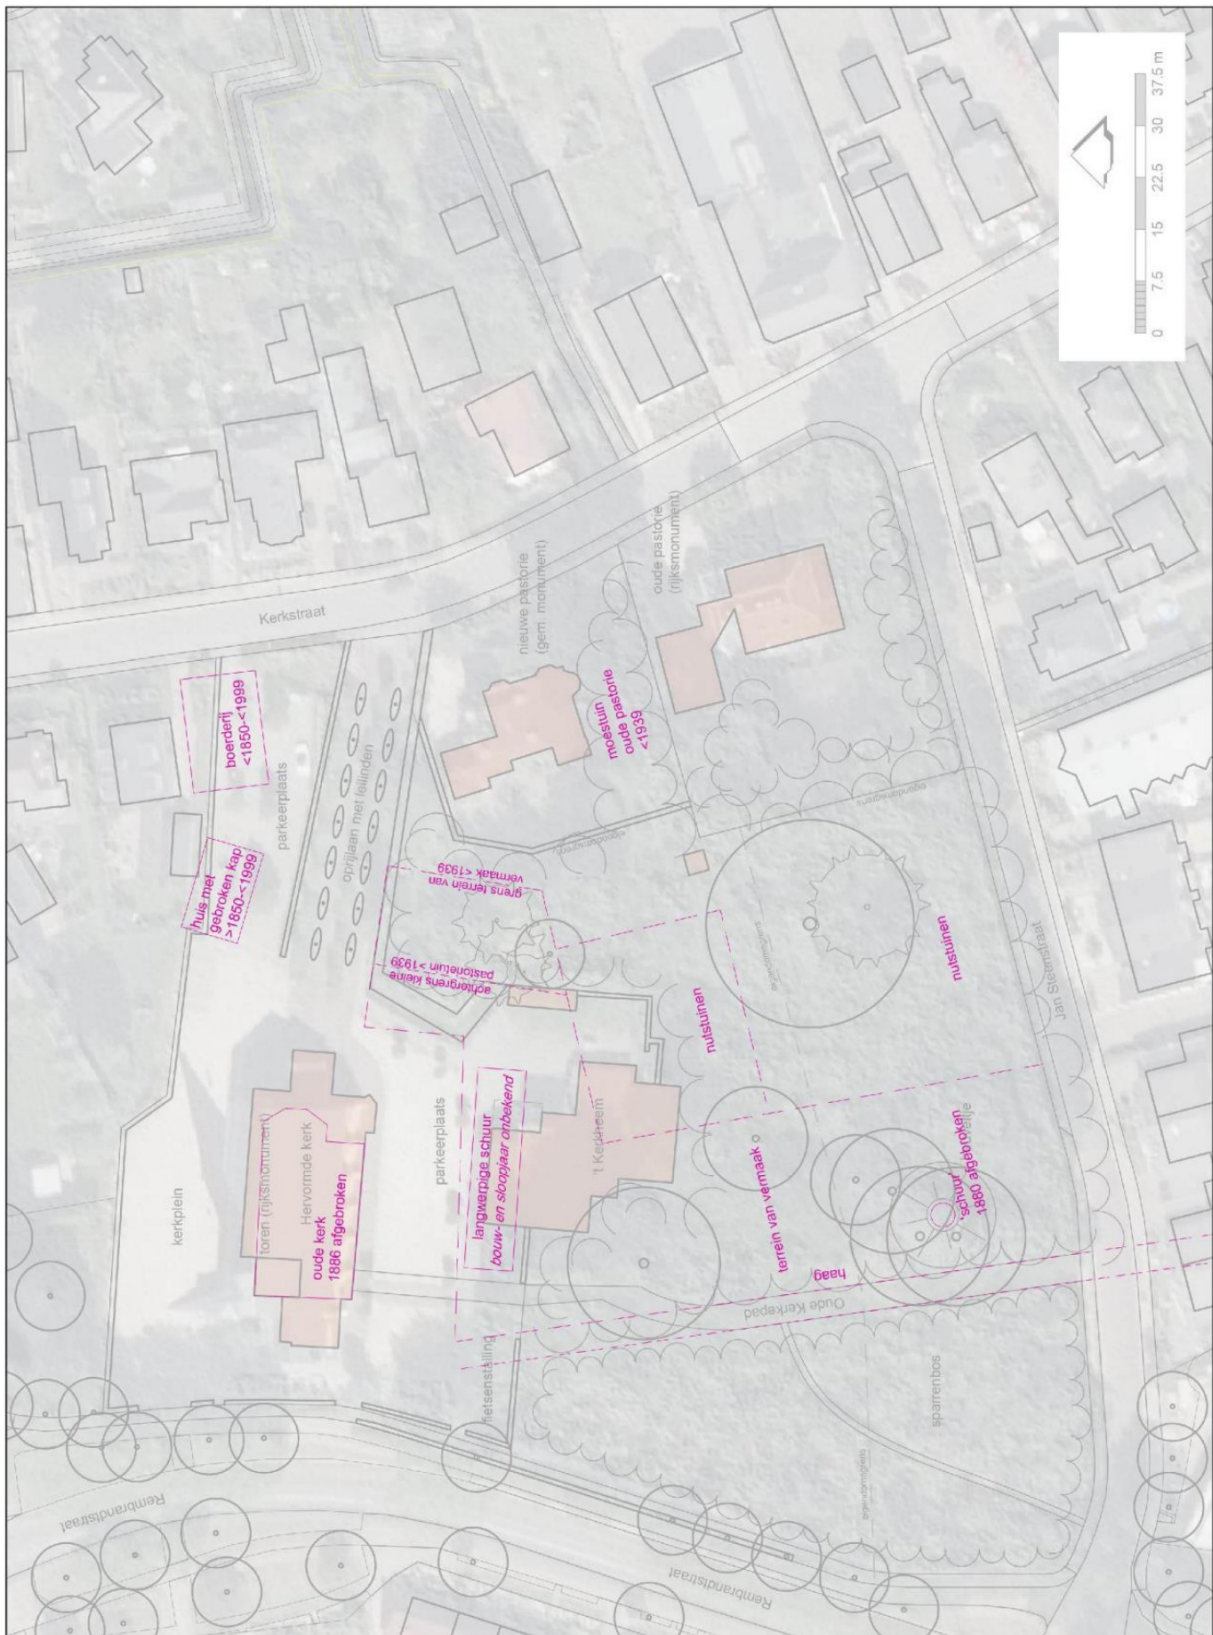 0 7.5 15 22.5 30 37.5 m
Kerkstraat
boerderij
<1850-<1999
parkeerplaats
huis met
gebroken kap
>1850-<1999
oprijlaan met leilinden
nieuwe pastorie
(gem. monument)
oude pastorie
(rijksmonument)
moestuin
oude pastorie
<1939
eigendomsgrens
eigendomsgrens
grens terrein van
vermaak < 1939
achtergrens kleine
pastorietuin > 1939
kerkplein
toren (rijksmonument)
Hervormde kerk
oude kerk
1886 afgebroken
parkeerplaats
langwerpige schuur
bouw- en sloopjaar onbekend
't Kerkheem
nutstuinen
nutstuinen
Jan Steenstraat
terrein van vermaak
'schuur'
1880 afgebroken
haag
Oude Kerkepad
fietsenstalling
sparrenbos
Rembrandtstraat
Rembrandtstraat